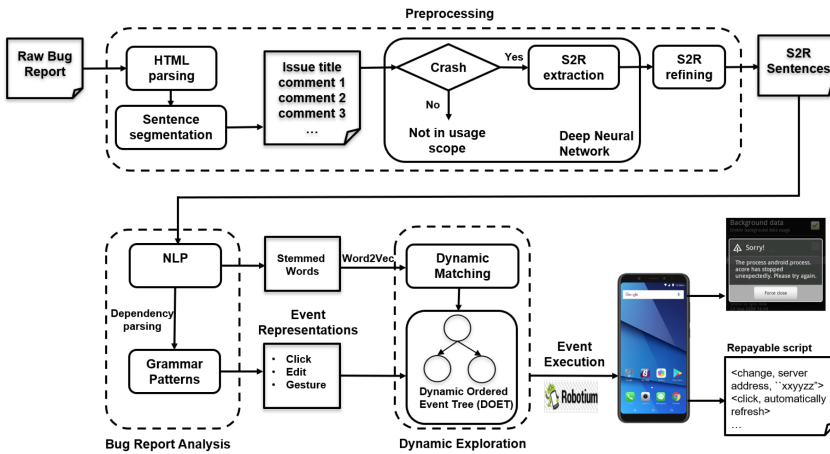 Preprocessing
Raw Bug
Report
HTML
parsing
Sentence
segmentation
Issue title
comment 1
comment 2
comment 3
...
Crash
Yes
No
Not in usage
scope
S2R
extraction
Deep Neural
Network
S2R
refining
S2R
Sentences
NLP
Dependency
parsing
Grammar
Patterns
Bug Report Analysis
Stemmed
Words
Word2Vec
Event
Representations
• Click
• Edit
• Gesture
Dynamic
Matching
Dynamic Ordered
Event Tree (DOET)
Dynamic Exploration
Event
Execution
Robotium
Google
Background data
Sorry!
The process android.process.
acore has stopped
unexpectedly. Please try again.
Force close
Repayable script
<change, server
address, ``xxyyzz”>
<click, automatically
refresh>
...